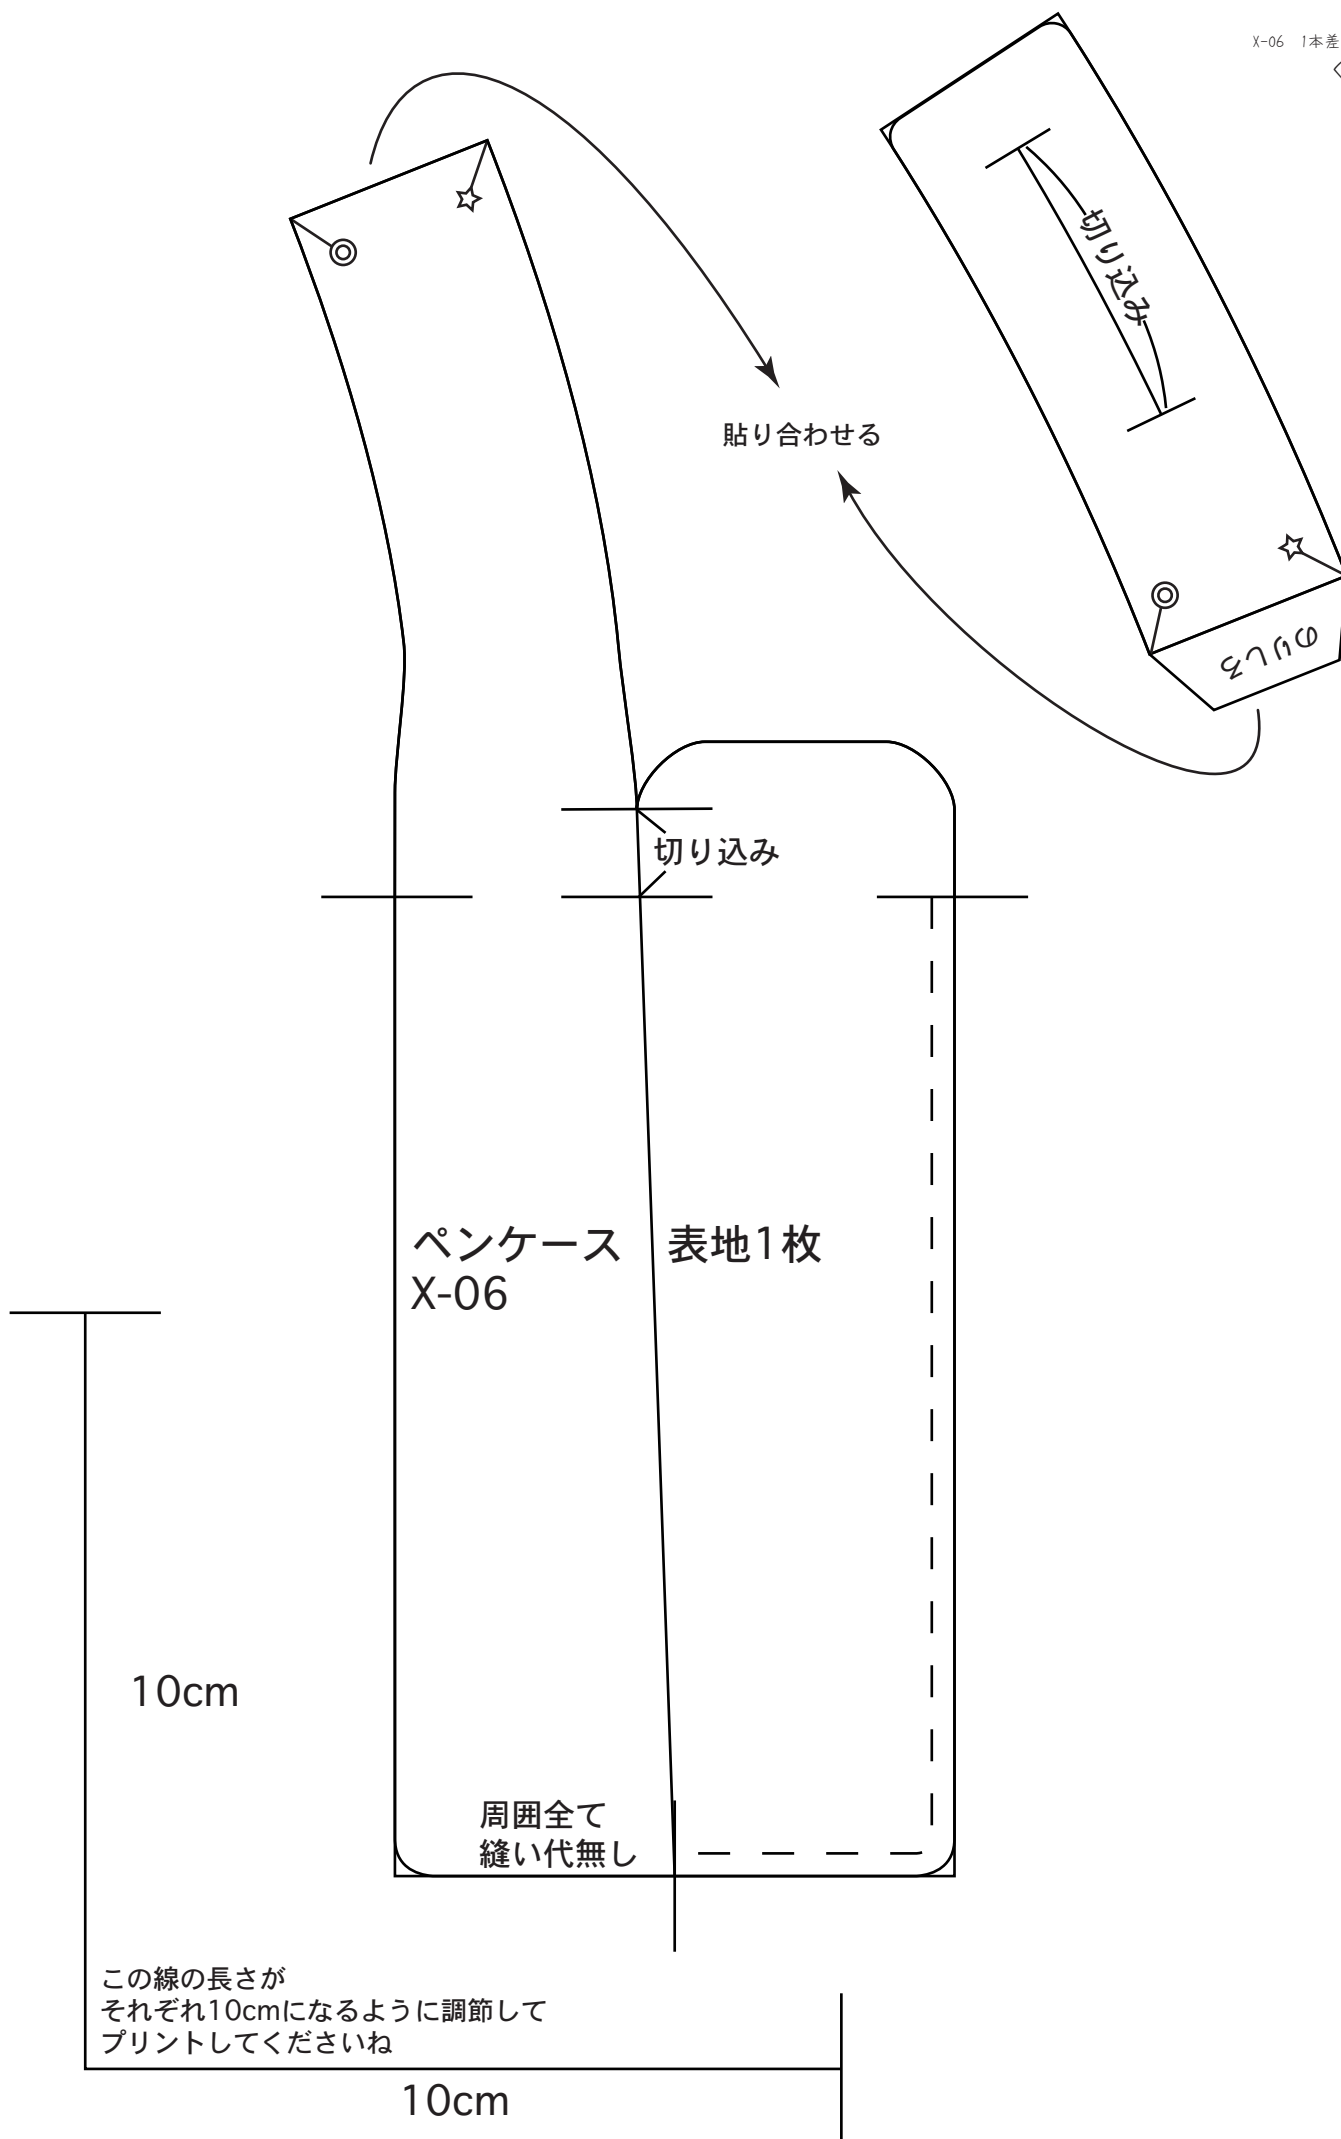 X-06　1本差
切り込み
貼り合わせる
のりしろ
切り込み
ペンケース　表地1枚
X-06
10cm
周囲全て
縫い代無し
この線の長さが
それぞれ10cmになるように調節して
プリントしてくださいね
10cm